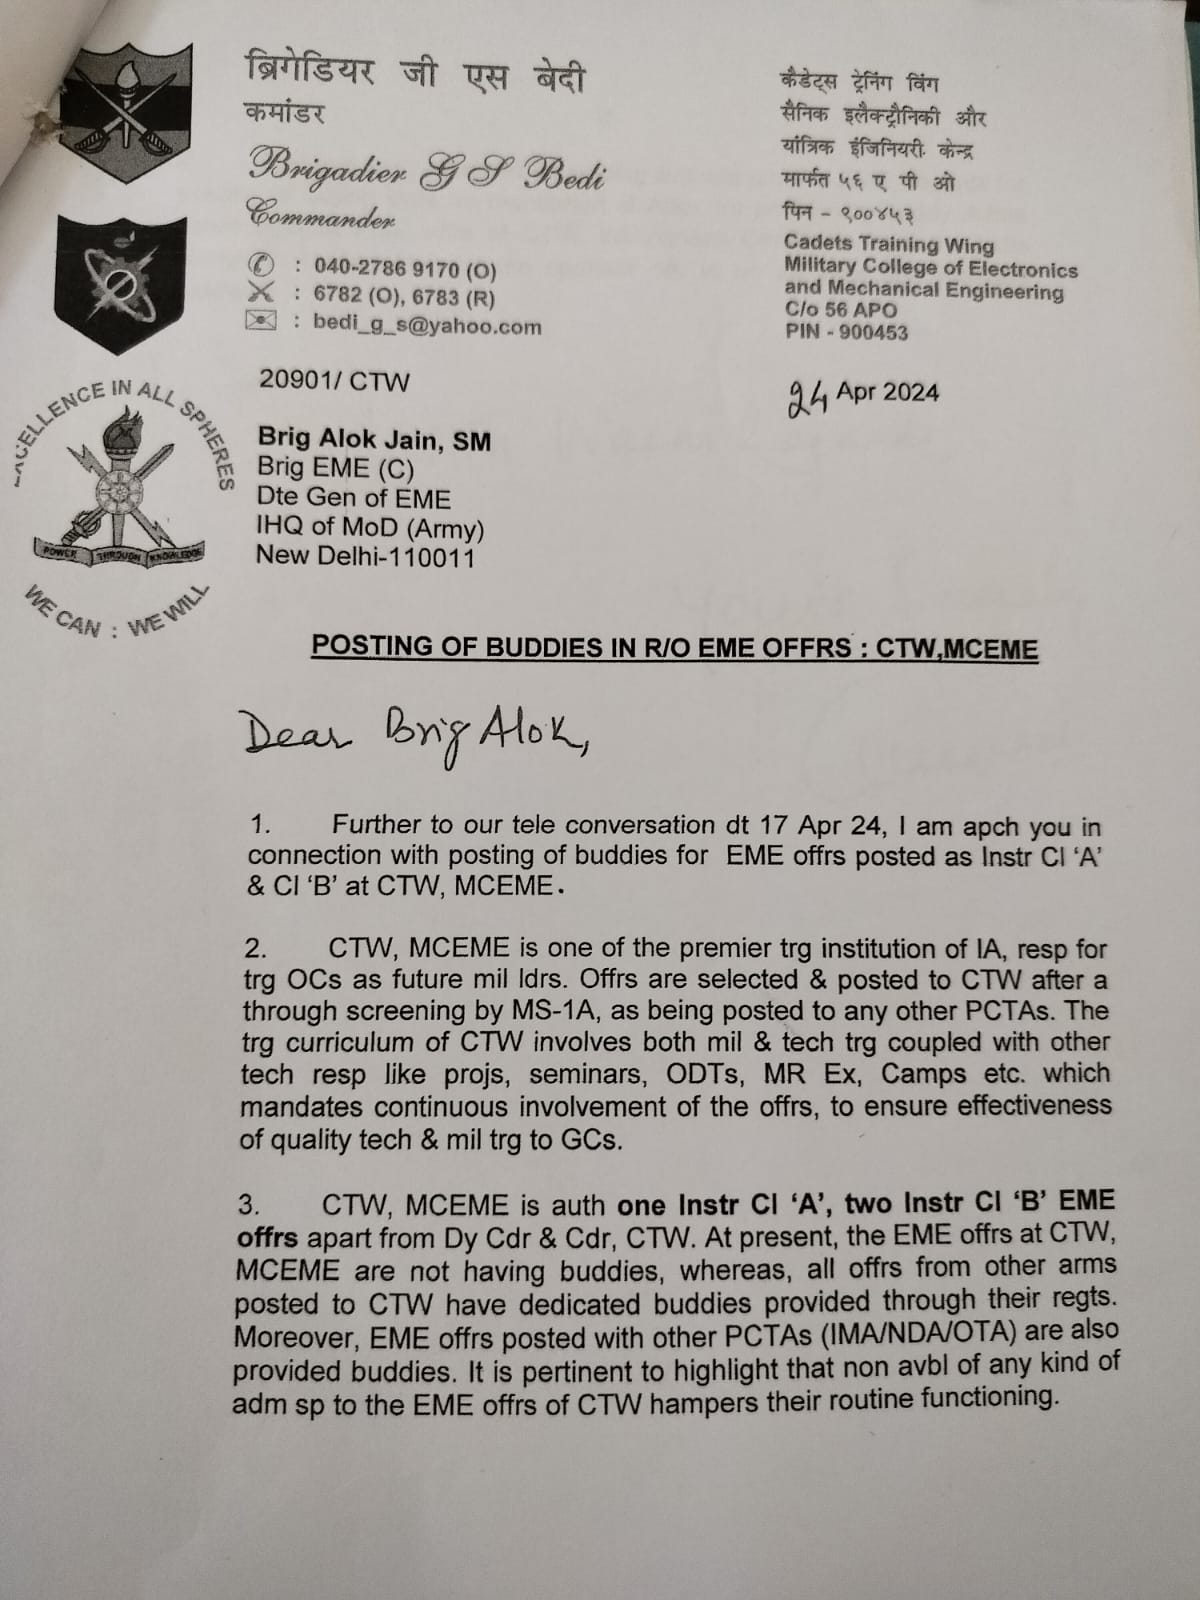 ब्रिगेडियर जी एस बेदी
कमांडर
Brigadier G S Bedi
Commander
: 040-2786 9170 (O)
: 6782 (O), 6783 (R)
: bedi_g_s@yahoo.com
कैडेट्स ट्रेनिंग विंग
सैनिक इलैक्ट्रौनिकी और
यांत्रिक इंजिनियरी केन्द्र
मार्फत ५६ ए पी ओ
पिन - ९००४५३
Cadets Training Wing
Military College of Electronics
and Mechanical Engineering
C/o 56 APO
PIN - 900453
EXCELLENCE IN ALL SPHERES
POWER THROUGH KNOWLEDGE
WE CAN : WE WILL
20901/ CTW
24 Apr 2024
Brig Alok Jain, SM
Brig EME (C)
Dte Gen of EME
IHQ of MoD (Army)
New Delhi-110011
POSTING OF BUDDIES IN R/O EME OFFRS : CTW,MCEME
Dear Brig Alok,
1. Further to our tele conversation dt 17 Apr 24, I am apch you in
connection with posting of buddies for EME offrs posted as Instr Cl ‘A’
& Cl ‘B’ at CTW, MCEME.
2. CTW, MCEME is one of the premier trg institution of IA, resp for
trg OCs as future mil ldrs. Offrs are selected & posted to CTW after a
through screening by MS-1A, as being posted to any other PCTAs. The
trg curriculum of CTW involves both mil & tech trg coupled with other
tech resp like projs, seminars, ODTs, MR Ex, Camps etc. which
mandates continuous involvement of the offrs, to ensure effectiveness
of quality tech & mil trg to GCs.
3. CTW, MCEME is auth one Instr Cl ‘A’, two Instr Cl ‘B’ EME
offrs apart from Dy Cdr & Cdr, CTW. At present, the EME offrs at CTW,
MCEME are not having buddies, whereas, all offrs from other arms
posted to CTW have dedicated buddies provided through their regts.
Moreover, EME offrs posted with other PCTAs (IMA/NDA/OTA) are also
provided buddies. It is pertinent to highlight that non avbl of any kind of
adm sp to the EME offrs of CTW hampers their routine functioning.